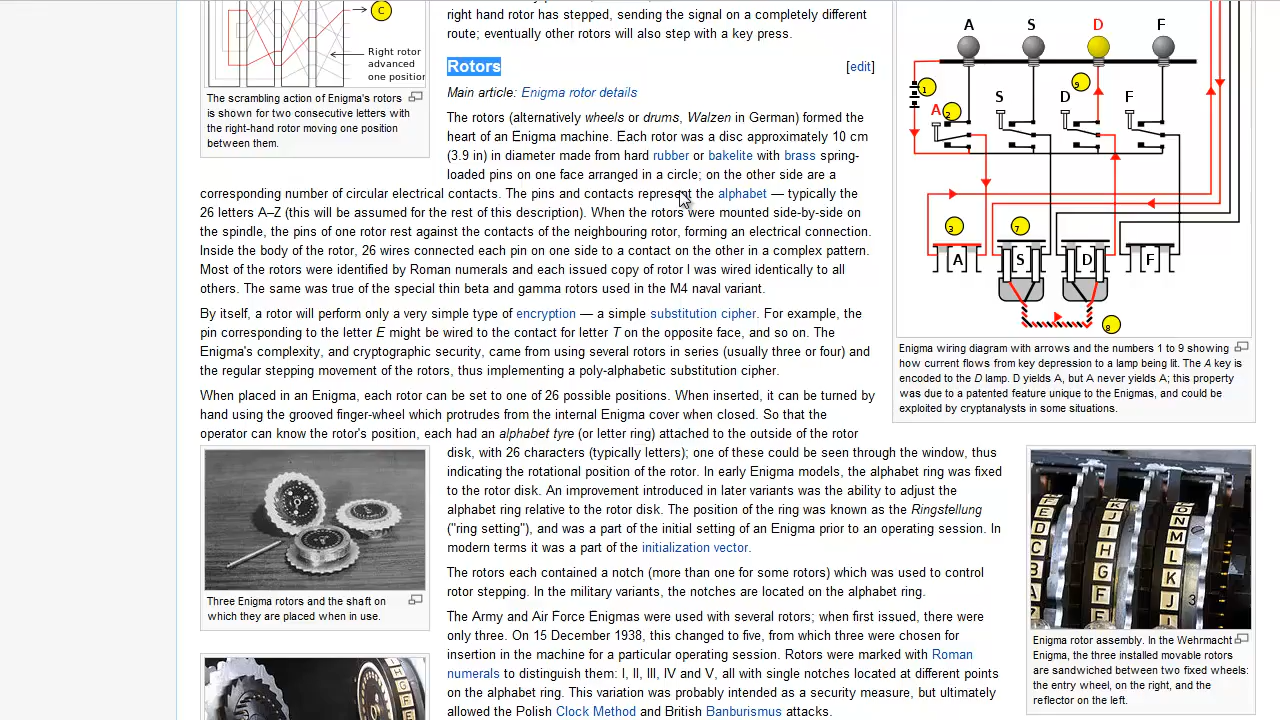 C
Right rotor
advanced
one position
The scrambling action of Enigma's rotors
is shown for two consecutive letters with
the right-hand rotor moving one position
between them.
right hand rotor has stepped, sending the signal on a completely different
route; eventually other rotors will also step with a key press.
Rotors
[edit]
Main article: Enigma rotor details
The rotors (alternatively wheels or drums, Walzen in German) formed the
heart of an Enigma machine. Each rotor was a disc approximately 10 cm
(3.9 in) in diameter made from hard rubber or bakelite with brass spring-
loaded pins on one face arranged in a circle; on the other side are a
corresponding number of circular electrical contacts. The pins and contacts represent the alphabet — typically the
26 letters A–Z (this will be assumed for the rest of this description). When the rotors were mounted side-by-side on
the spindle, the pins of one rotor rest against the contacts of the neighbouring rotor, forming an electrical connection.
Inside the body of the rotor, 26 wires connected each pin on one side to a contact on the other in a complex pattern.
Most of the rotors were identified by Roman numerals and each issued copy of rotor I was wired identically to all
others. The same was true of the special thin beta and gamma rotors used in the M4 naval variant.
By itself, a rotor will perform only a very simple type of encryption — a simple substitution cipher. For example, the
pin corresponding to the letter E might be wired to the contact for letter T on the opposite face, and so on. The
Enigma's complexity, and cryptographic security, came from using several rotors in series (usually three or four) and
the regular stepping movement of the rotors, thus implementing a poly-alphabetic substitution cipher.
When placed in an Enigma, each rotor can be set to one of 26 possible positions. When inserted, it can be turned by
hand using the grooved finger-wheel which protrudes from the internal Enigma cover when closed. So that the
operator can know the rotor's position, each had an alphabet tyre (or letter ring) attached to the outside of the rotor
disk, with 26 characters (typically letters); one of these could be seen through the window, thus
indicating the rotational position of the rotor. In early Enigma models, the alphabet ring was fixed
to the rotor disk. An improvement introduced in later variants was the ability to adjust the
alphabet ring relative to the rotor disk. The position of the ring was known as the Ringstellung
("ring setting"), and was a part of the initial setting of an Enigma prior to an operating session. In
modern terms it was a part of the initialization vector.
The rotors each contained a notch (more than one for some rotors) which was used to control
rotor stepping. In the military variants, the notches are located on the alphabet ring.
The Army and Air Force Enigmas were used with several rotors; when first issued, there were
only three. On 15 December 1938, this changed to five, from which three were chosen for
insertion in the machine for a particular operating session. Rotors were marked with Roman
numerals to distinguish them: I, II, III, IV and V, all with single notches located at different points
on the alphabet ring. This variation was probably intended as a security measure, but ultimately
allowed the Polish Clock Method and British Banburismus attacks.
Three Enigma rotors and the shaft on
which they are placed when in use.
A S D F
1
9
A 2 S D F
3 7
A S D F
8
Enigma wiring diagram with arrows and the numbers 1 to 9 showing
how current flows from key depression to a lamp being lit. The A key is
encoded to the D lamp. D yields A, but A never yields A; this property
was due to a patented feature unique to the Enigmas, and could be
exploited by cryptanalysts in some situations.
Enigma rotor assembly. In the Wehrmacht
Enigma, the three installed movable rotors
are sandwiched between two fixed wheels:
the entry wheel, on the right, and the
reflector on the left.